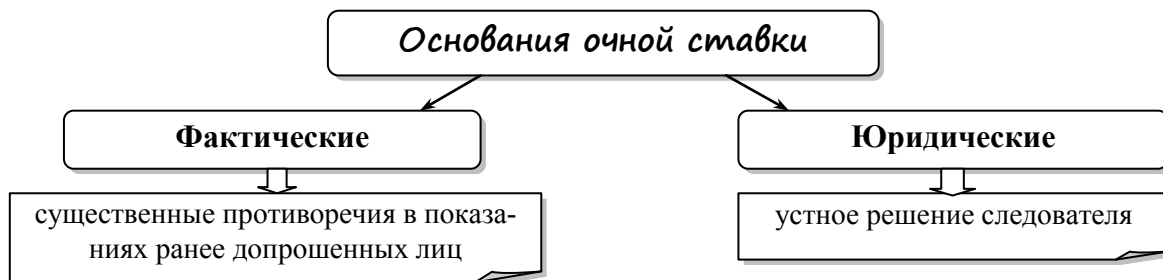 Основания очной ставки
Фактические
Юридические
существенные противоречия в показа-
ниях ранее допрошенных лиц
устное решение следователя